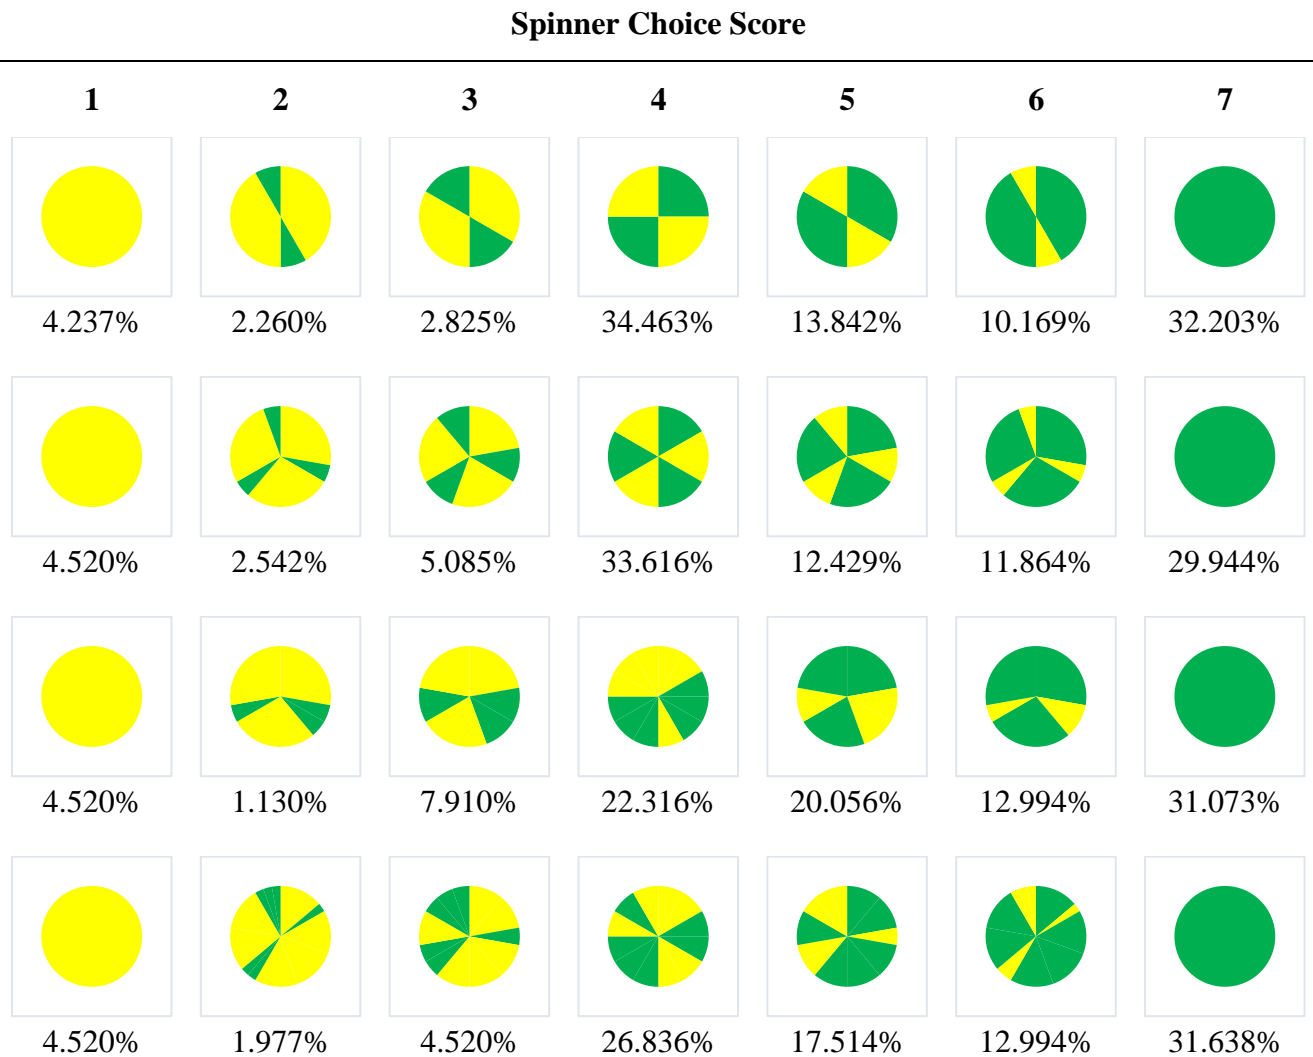 Spinner Choice Score
1 2 3 4 5 6 7
4.237% 2.260% 2.825% 34.463% 13.842% 10.169% 32.203%
4.520% 2.542% 5.085% 33.616% 12.429% 11.864% 29.944%
4.520% 1.130% 7.910% 22.316% 20.056% 12.994% 31.073%
4.520% 1.977% 4.520% 26.836% 17.514% 12.994% 31.638%